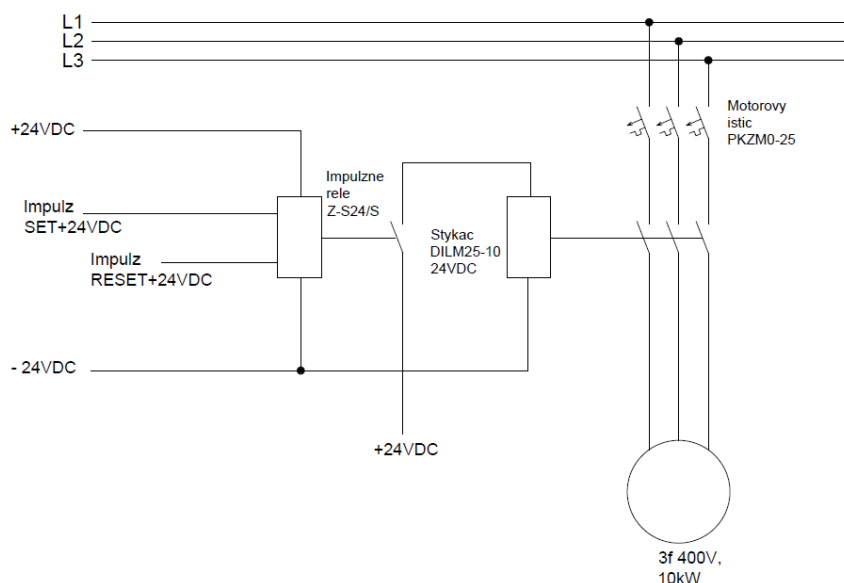 L1
L2
L3
Motorovy
istic
PKZM0-25
+24VDC
Impulzne
rele
Z-S24/S
Impulz
SET+24VDC
Stykac
DILM25-10
24VDC
Impulz
RESET+24VDC
- 24VDC
+24VDC
3f 400V,
10kW